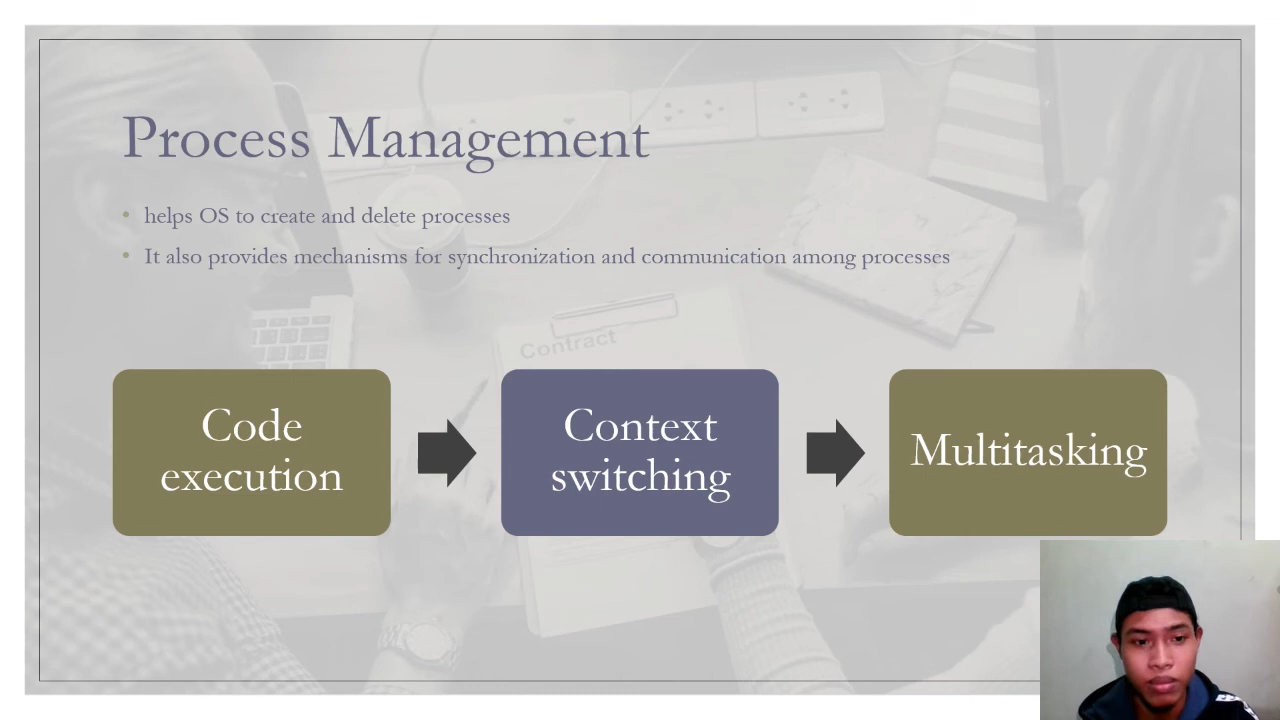 Process Management
• helps OS to create and delete processes
• It also provides mechanisms for synchronization and communication among processes
Contract
Code
execution
Context
switching
Multitasking